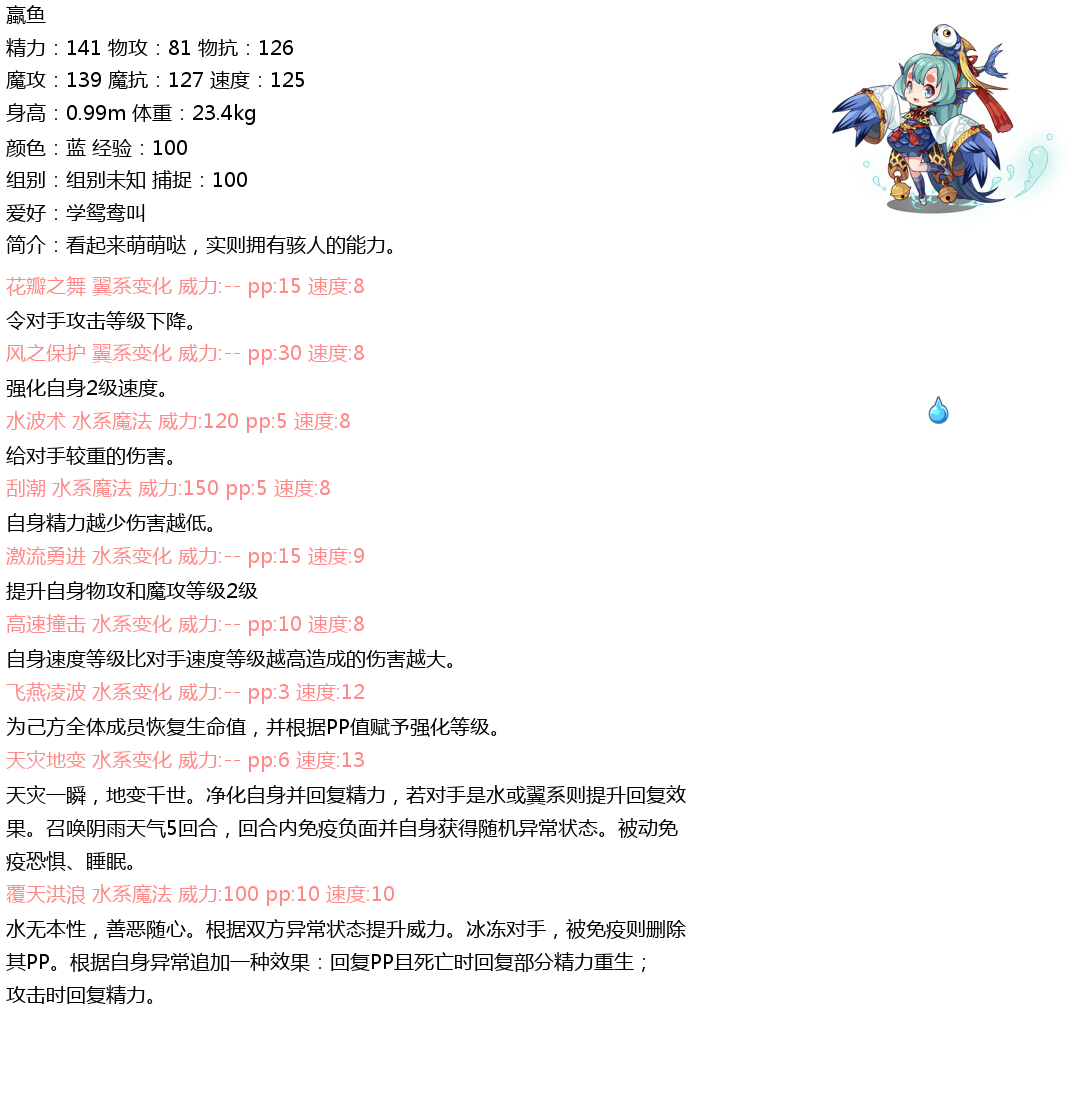 赢鱼
精力：141 物攻：81 物抗：126
魔攻：139 魔抗：127 速度：125
身高：0.99m 体重：23.4kg
颜色：蓝 经验：100
组别：组别未知 捕捉：100
爱好：学鸳鸯叫
简介：看起来萌萌哒，实则拥有骇人的能力。
花瓣之舞 翼系变化 威力:-- pp:15 速度:8
令对手攻击等级下降。
风之保护 翼系变化 威力:-- pp:30 速度:8
强化自身2级速度。
水波术 水系魔法 威力:120 pp:5 速度:8
给对手较重的伤害。
刮潮 水系魔法 威力:150 pp:5 速度:8
自身精力越少伤害越低。
激流勇进 水系变化 威力:-- pp:15 速度:9
提升自身物攻和魔攻等级2级
高速撞击 水系变化 威力:-- pp:10 速度:8
自身速度等级比对手速度等级越高造成的伤害越大。
飞燕凌波 水系变化 威力:-- pp:3 速度:12
为己方全体成员恢复生命值，并根据PP值赋予强化等级。
天灾地变 水系变化 威力:-- pp:6 速度:13
天灾一瞬，地变千世。净化自身并回复精力，若对手是水或翼系则提升回复效
果。召唤阴雨天气5回合，回合内免疫负面并自身获得随机异常状态。被动免
疫恐惧、睡眠。
覆天洪浪 水系魔法 威力:100 pp:10 速度:10
水无本性，善恶随心。根据双方异常状态提升威力。冰冻对手，被免疫则删除
其PP。根据自身异常追加一种效果：回复PP且死亡时回复部分精力重生；
攻击时回复精力。